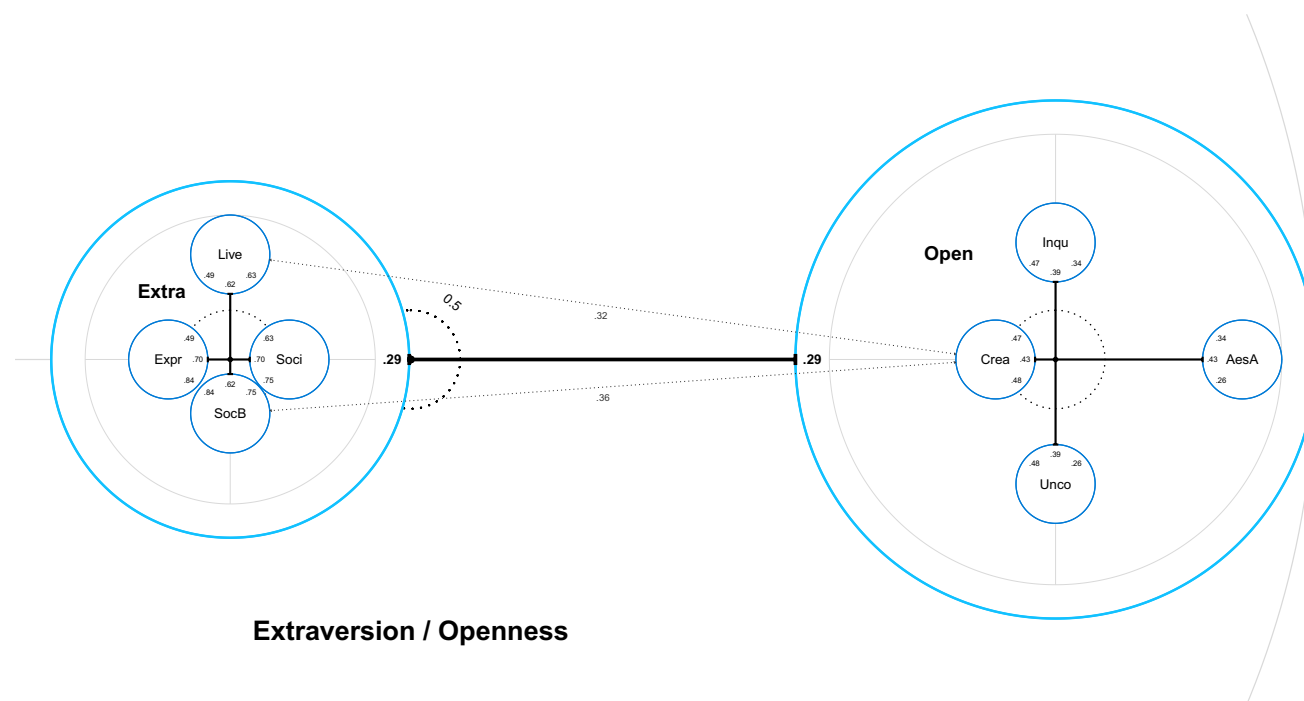 Live
.49 .63
.62
Extra
.49 .63
Expr .70 .70 Soci
.84 .75
.62
.84 .75
SocB
0.5
.29 .29
.32
.36
Open
Inqu
.47 .34
.39
.47 .34
Crea .43 .43 AesA
.48 .26
.39
.48 .26
Unco
Extraversion / Openness